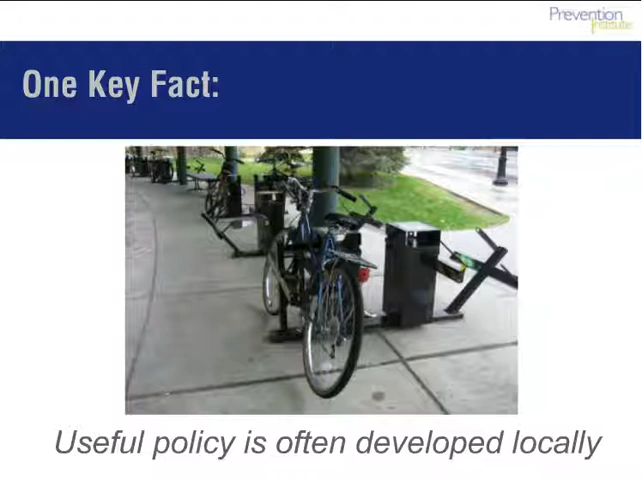 Prevention
Institute
One Key Fact:
Useful policy is often developed locally